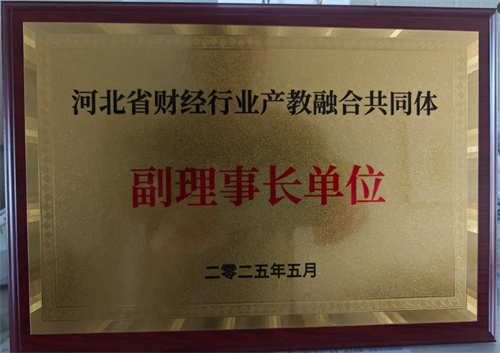 河北省财经行业产教融合共同体
副理事长单位
二零二五年五月